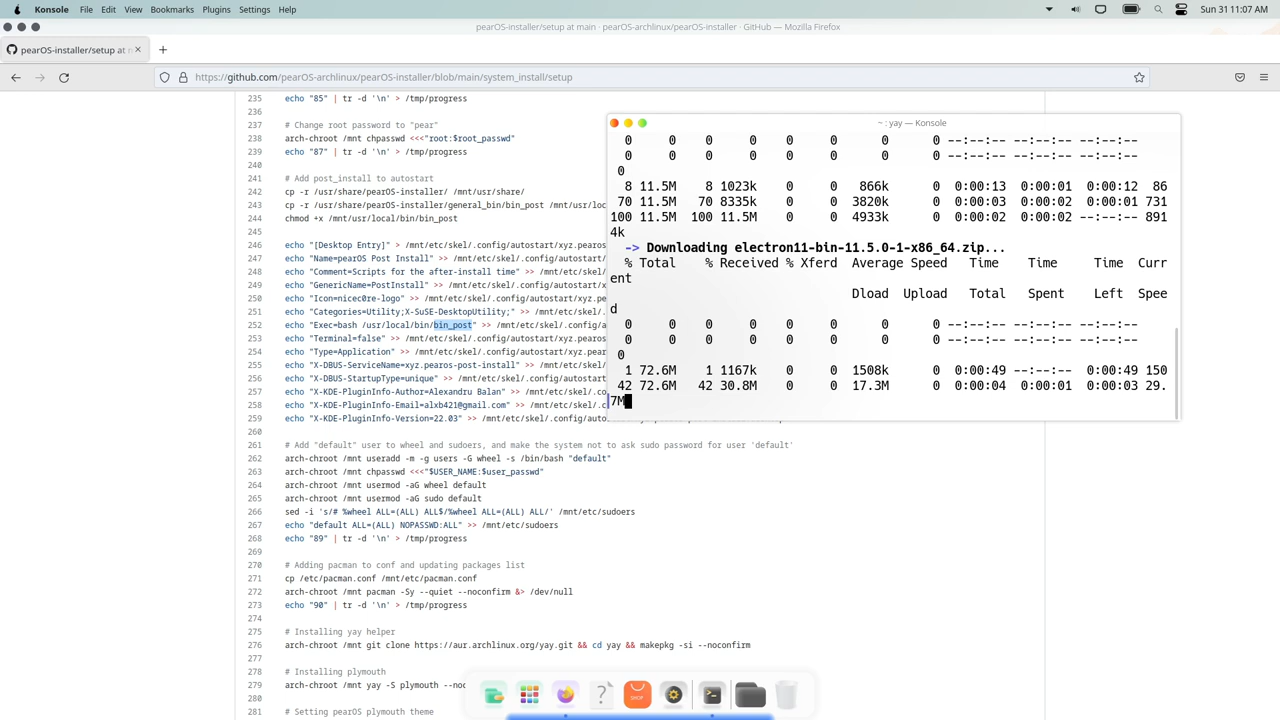 Konsole File Edit View Bookmarks Plugins Settings Help Sun 31 11:07 AM
pearOS-installer/setup at main · pearOS-archlinux/pearOS-installer · GitHub — Mozilla Firefox
pearOS-installer/setup at m
https://github.com/pearOS-archlinux/pearOS-installer/blob/main/system_install/setup
235 echo "85" | tr -d '\n' > /tmp/progress
236
237 # Change root password to "pear"
238 arch-chroot /mnt chpasswd <<<"root:$root_passwd"
239 echo "87" | tr -d '\n' > /tmp/progress
240
241 # Add post_install to autostart
242 cp -r /usr/share/pearOS-installer/ /mnt/usr/share/
243 cp -r /usr/share/pearOS-installer/general_bin/bin_post /mnt/usr/loc
244 chmod +x /mnt/usr/local/bin/bin_post
245
246 echo "[Desktop Entry]" > /mnt/etc/skel/.config/autostart/xyz.pearos
247 echo "Name=pearOS Post Install" >> /mnt/etc/skel/.config/autostart/
248 echo "Comment=Scripts for the after-install time" >> /mnt/etc/skel/
249 echo "GenericName=PostInstall" >> /mnt/etc/skel/.config/autostart/x
250 echo "Icon=nicec0re-logo" >> /mnt/etc/skel/.config/autostart/xyz.pe
251 echo "Categories=Utility;X-SuSE-DesktopUtility;" >> /mnt/etc/skel/.
252 echo "Exec=bash /usr/local/bin/bin_post" >> /mnt/etc/skel/.config/a
253 echo "Terminal=false" >> /mnt/etc/skel/.config/autostart/xyz.pearos
254 echo "Type=Application" >> /mnt/etc/skel/.config/autostart/xyz.pear
255 echo "X-DBUS-ServiceName=xyz.pearos-post-install" >> /mnt/etc/skel/
256 echo "X-DBUS-StartupType=unique" >> /mnt/etc/skel/.config/autostart
257 echo "X-KDE-PluginInfo-Author=Alexandru Balan" >> /mnt/etc/skel/.co
258 echo "X-KDE-PluginInfo-Email=alxb421@gmail.com" >> /mnt/etc/skel/.c
259 echo "X-KDE-PluginInfo-Version=22.03" >> /mnt/etc/skel/.config/
260
261 # Add "default" user to wheel and sudoers, and make the system not to ask sudo password for user 'default'
262 arch-chroot /mnt useradd -m -g users -G wheel -s /bin/bash "default"
263 arch-chroot /mnt chpasswd <<<"$USER_NAME:$user_passwd"
264 arch-chroot /mnt usermod -aG wheel default
265 arch-chroot /mnt usermod -aG sudo default
266 sed -i 's/# %wheel ALL=(ALL) ALL$/%wheel ALL=(ALL) ALL/' /mnt/etc/sudoers
267 echo "default ALL=(ALL) NOPASSWD:ALL" >> /mnt/etc/sudoers
268 echo "89" | tr -d '\n' > /tmp/progress
269
270 # Adding pacman to conf and updating packages list
271 cp /etc/pacman.conf /mnt/etc/pacman.conf
272 arch-chroot /mnt pacman -Sy --quiet --noconfirm &> /dev/null
273 echo "90" | tr -d '\n' > /tmp/progress
274
275 # Installing yay helper
276 arch-chroot /mnt git clone https://aur.archlinux.org/yay.git && cd yay && makepkg -si --noconfirm
277
278 # Installing plymouth
279 arch-chroot /mnt yay -S plymouth --noc
280
281 # Setting pearOS plymouth theme
~ : yay — Konsole
0 0 0 0 0 0 0 0 --:--:-- --:--:-- --:--:--
0 0 0 0 0 0 0 0 --:--:-- --:--:-- --:--:--
0
8 11.5M 8 1023k 0 0 866k 0 0:00:13 0:00:01 0:00:12 86
70 11.5M 70 8335k 0 0 3820k 0 0:00:03 0:00:02 0:00:01 731
100 11.5M 100 11.5M 0 0 4933k 0 0:00:02 0:00:02 --:--:-- 891
4k
-> Downloading electron11-bin-11.5.0-1-x86_64.zip...
% Total % Received % Xferd Average Speed Time Time Time Curr
ent
Dload Upload Total Spent Left Spee
d
0 0 0 0 0 0 0 0 --:--:-- --:--:-- --:--:--
0 0 0 0 0 0 0 0 --:--:-- --:--:-- --:--:--
0
1 72.6M 1 1167k 0 0 1508k 0 0:00:49 --:--:-- 0:00:49 150
42 72.6M 42 30.8M 0 0 17.3M 0 0:00:04 0:00:01 0:00:03 29.
7M
SHOP